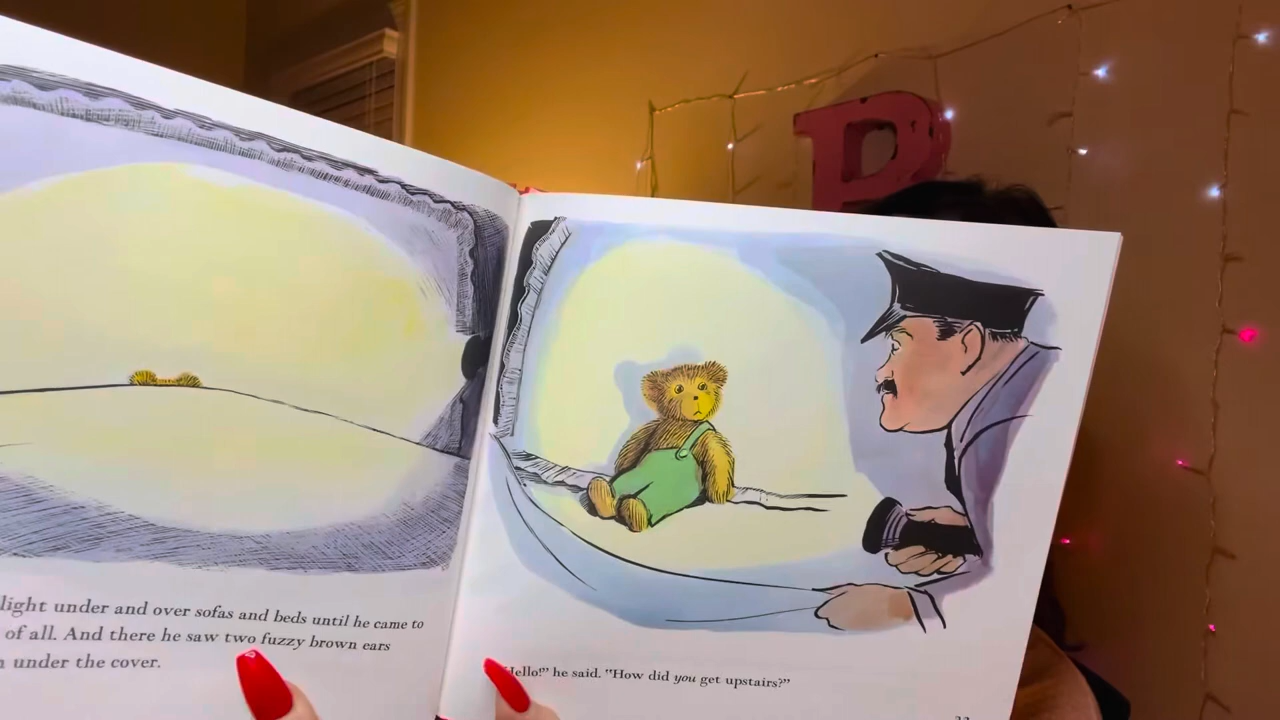 light under and over sofas and beds until he came to
of all. And there he saw two fuzzy brown ears
under the cover.
Hello!” he said. “How did you get upstairs?”
B